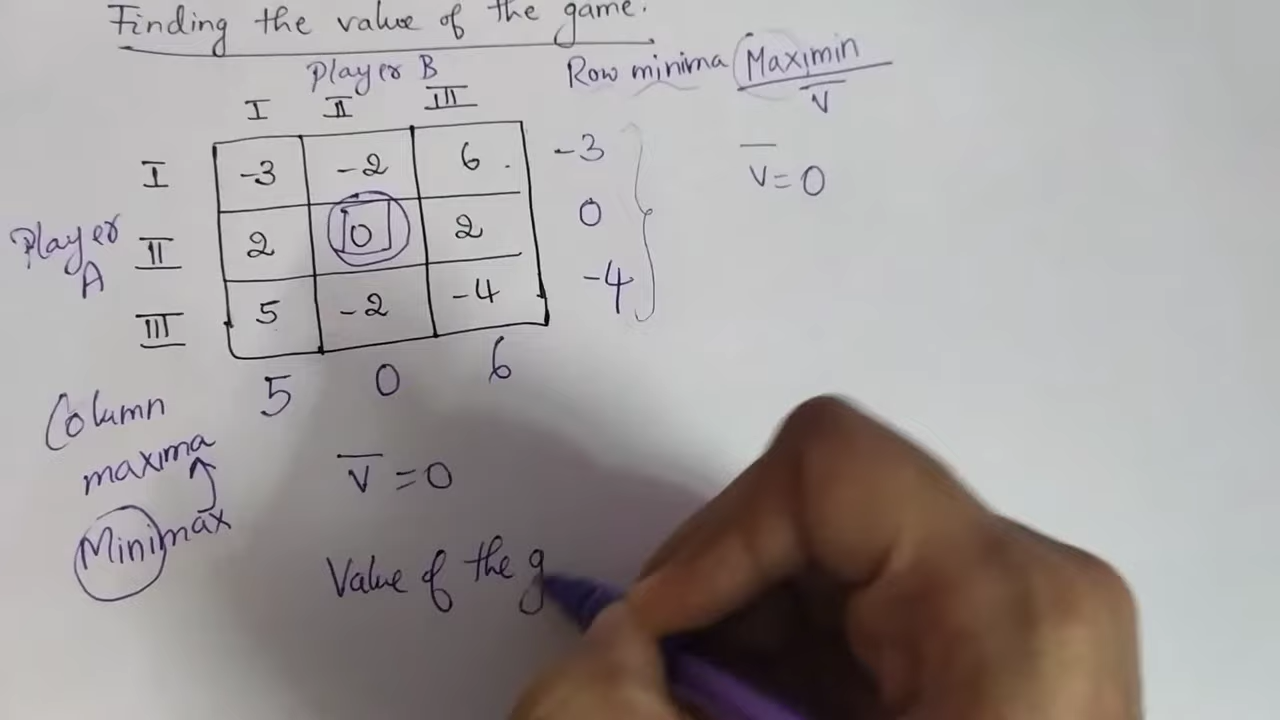 Finding the value of the game.
Player B
Row minima Maximin
I II III
V
I -3 -2 6 -3
V = 0
Player A
II 2 0 2 0
III 5 -2 -4 -4
5 0 6
Column maxima
V = 0
Minimax
Value of the g